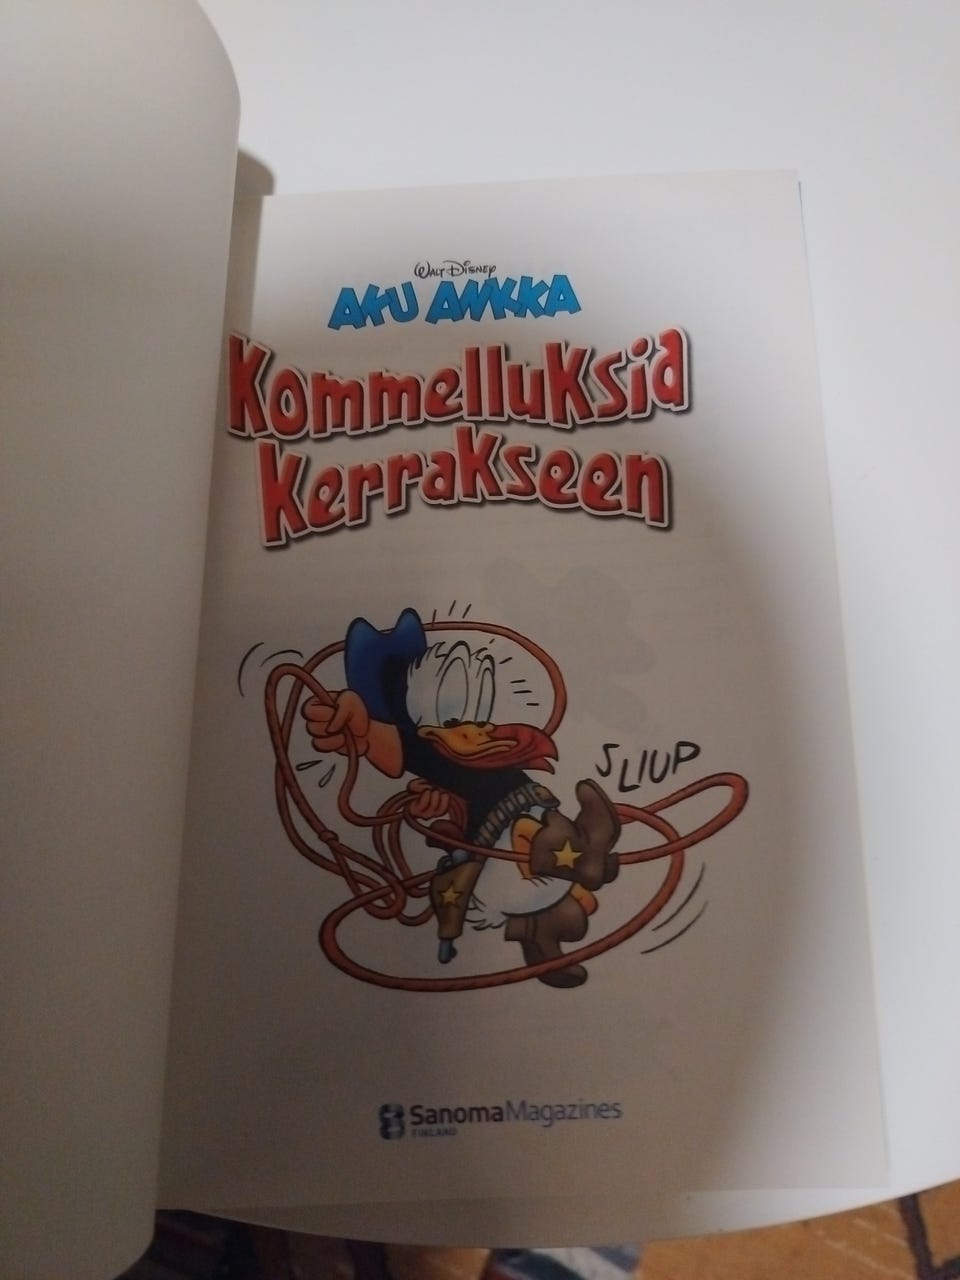 Walt Disney
AKU ANKKA
Kommelluksia
Kerrakseen
SLIUP
SanomaMagazines
FINLAND